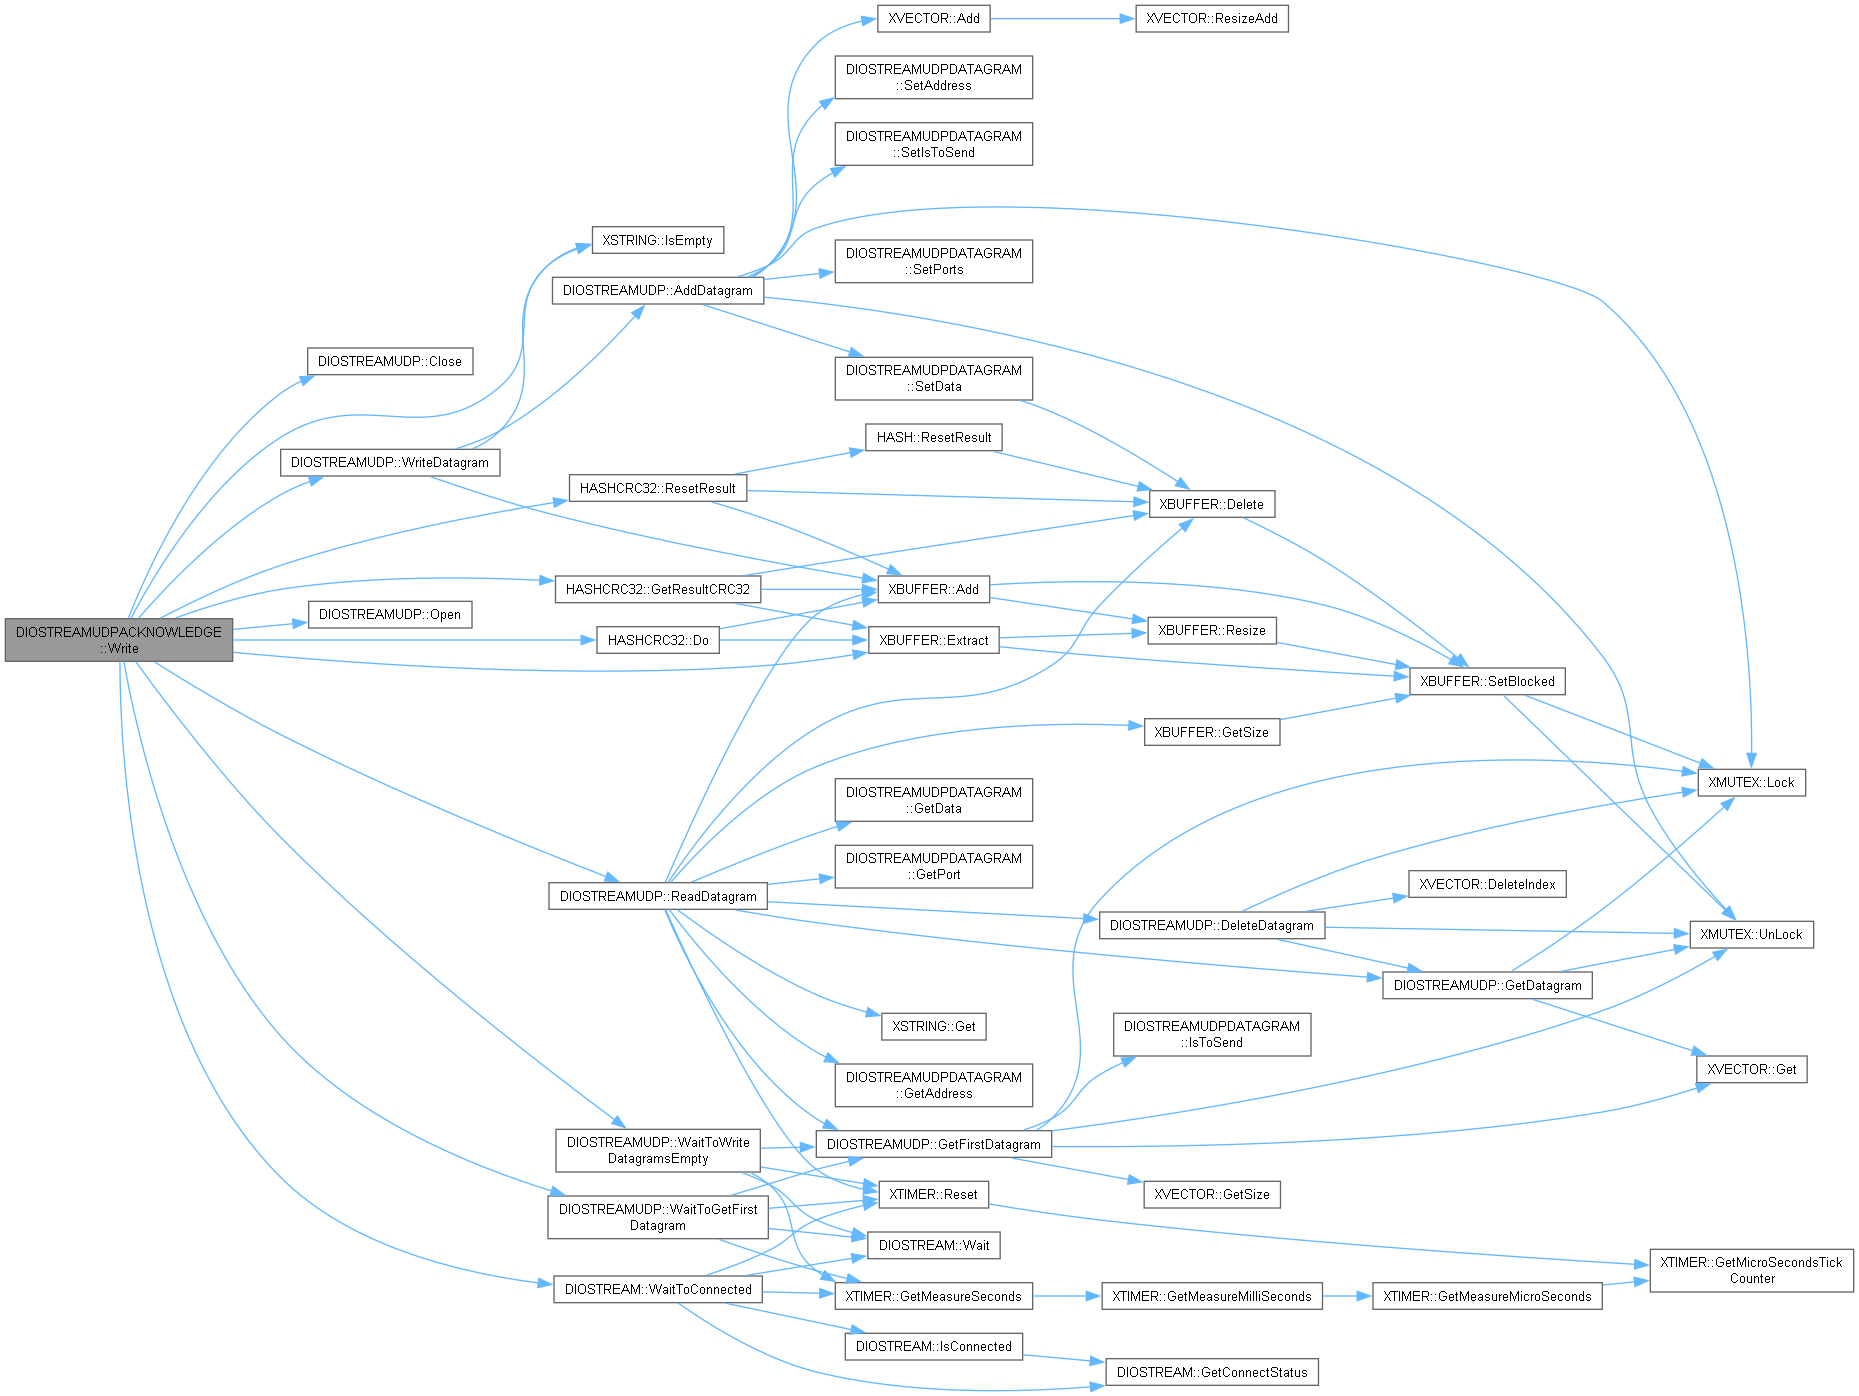 XVECTOR::Add
XVECTOR::ResizeAdd
DIOSTREAMUDPDATAGRAM
::SetAddress
DIOSTREAMUDPDATAGRAM
::SetIsToSend
XSTRING::IsEmpty
DIOSTREAMUDPDATAGRAM
::SetPorts
DIOSTREAMUDP::AddDatagram
DIOSTREAMUDP::Close
DIOSTREAMUDPDATAGRAM
::SetData
HASH::ResetResult
DIOSTREAMUDP::WriteDatagram
HASHCRC32::ResetResult
XBUFFER::Delete
HASHCRC32::GetResultCRC32
XBUFFER::Add
DIOSTREAMUDP::Open
XBUFFER::Resize
DIOSTREAMUDPACKNOWLEDGE
::Write
HASHCRC32::Do
XBUFFER::Extract
XBUFFER::SetBlocked
XBUFFER::GetSize
XMUTEX::Lock
DIOSTREAMUDPDATAGRAM
::GetData
DIOSTREAMUDPDATAGRAM
::GetPort
XVECTOR::DeleteIndex
DIOSTREAMUDP::ReadDatagram
DIOSTREAMUDP::DeleteDatagram
XMUTEX::UnLock
DIOSTREAMUDP::GetDatagram
XSTRING::Get
DIOSTREAMUDPDATAGRAM
::IsToSend
XVECTOR::Get
DIOSTREAMUDPDATAGRAM
::GetAddress
DIOSTREAMUDP::WaitToWrite
DatagramsEmpty
DIOSTREAMUDP::GetFirstDatagram
XTIMER::Reset
XVECTOR::GetSize
DIOSTREAMUDP::WaitToGetFirst
Datagram
DIOSTREAM::Wait
XTIMER::GetMicroSecondsTick
Counter
DIOSTREAM::WaitToConnected
XTIMER::GetMeasureSeconds
XTIMER::GetMeasureMilliSeconds
XTIMER::GetMeasureMicroSeconds
DIOSTREAM::IsConnected
DIOSTREAM::GetConnectStatus